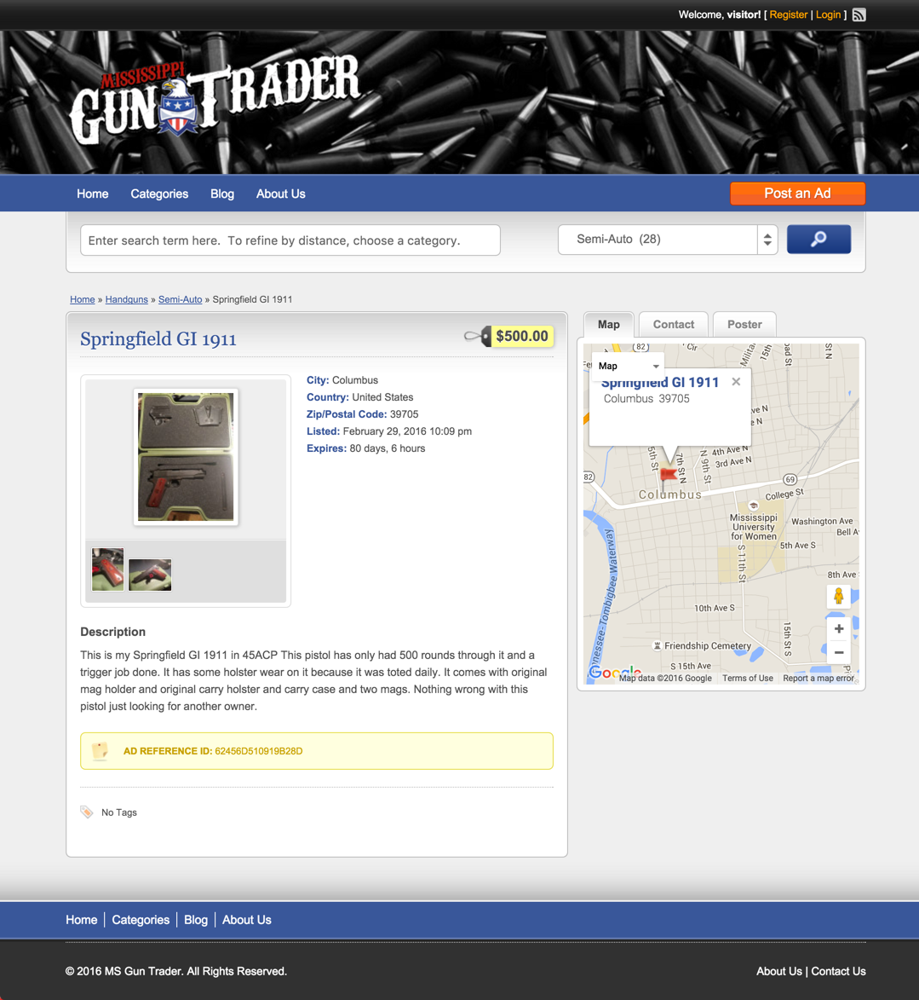 Welcome, visitor! [ Register | Login ]
MISSISSIPPI
GUN TRADER
Home Categories Blog About Us
Post an Ad
Enter search term here. To refine by distance, choose a category.
Semi-Auto (28)
Home » Handguns » Semi-Auto » Springfield GI 1911
Springfield GI 1911
$500.00
City: Columbus
Country: United States
Zip/Postal Code: 39705
Listed: February 29, 2016 10:09 pm
Expires: 80 days, 6 hours
Description
This is my Springfield GI 1911 in 45ACP This pistol has only had 500 rounds through it and a
trigger job done. It has some holster wear on it because it was toted daily. It comes with original
mag holder and original carry holster and carry case and two mags. Nothing wrong with this
pistol just looking for another owner.
AD REFERENCE ID: 62456D510919B28D
No Tags
Map Contact Poster
82
Cir
15th
St N
Map
Springfield GI 1911
Columbus 39705
ve N
4th Ave N
3rd Ave N
5th St
7th St N
N 9th St
82
69
Columbus
College St
Mississippi
University
for Women
Washington Ave
Bell A
5th Ave S
S 11th St
8th Ave
10th Ave S
15th St S
Friendship Cemetery
S 15th Ave
nnessee-Tombigbee Waterway
+
−
Google
Map data ©2016 Google Terms of Use Report a map error
Home | Categories | Blog | About Us
© 2016 MS Gun Trader. All Rights Reserved.
About Us | Contact Us